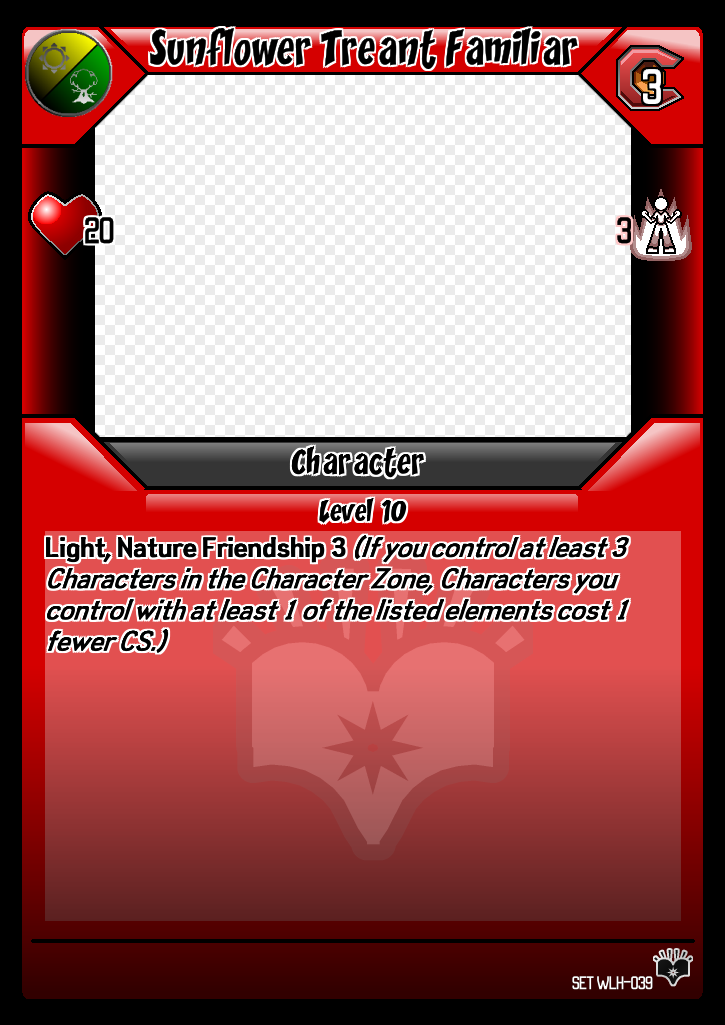 Sunflower Treant Familiar
3
20
3
Character
Level 10
Light, Nature Friendship 3 (If you control at least 3
Characters in the Character Zone, Characters you
control with at least 1 of the listed elements cost 1
fewer CS.)
SET WLH-039